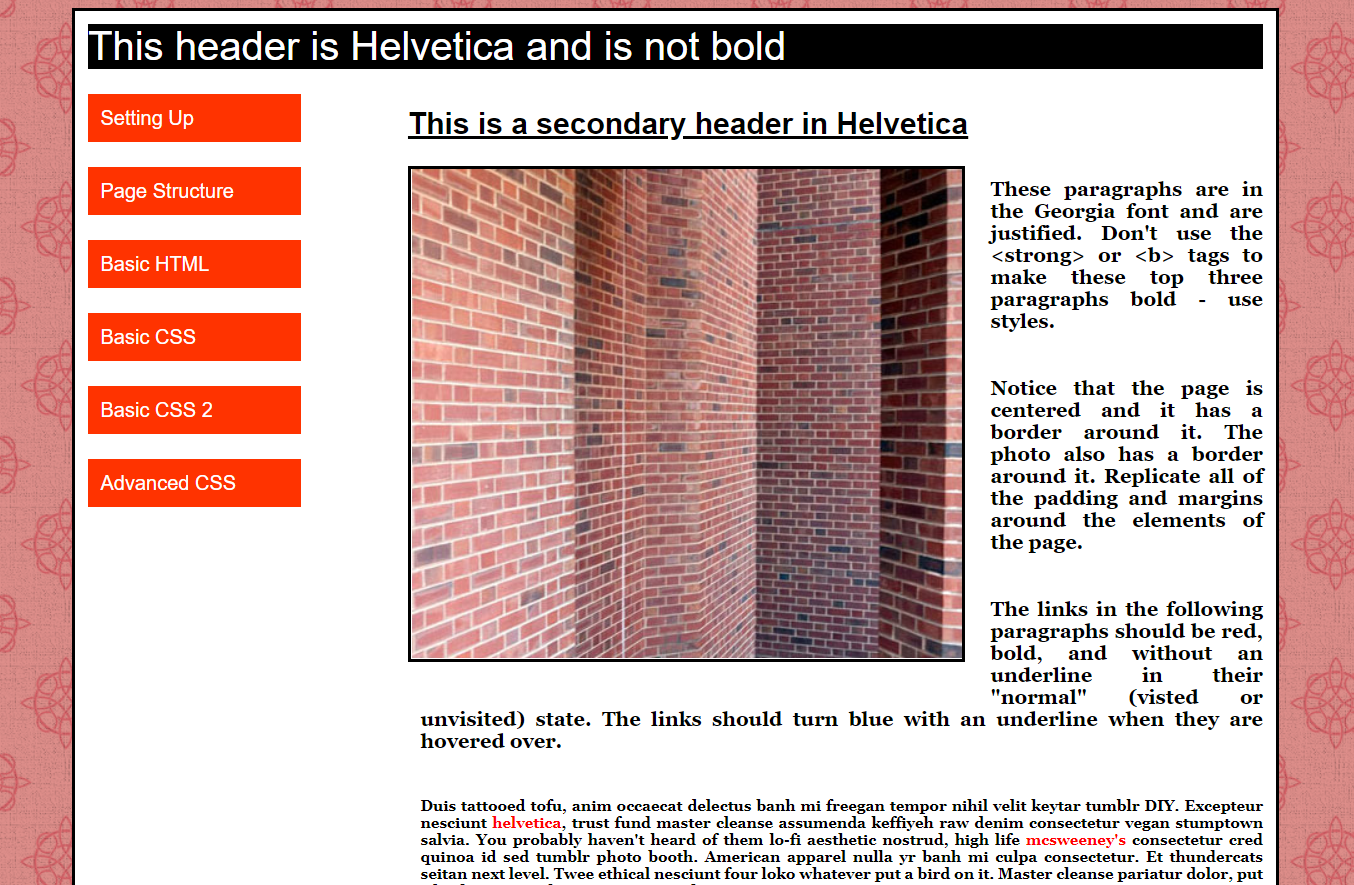 This header is Helvetica and is not bold
Setting Up
Page Structure
Basic HTML
Basic CSS
Basic CSS 2
Advanced CSS
This is a secondary header in Helvetica
These paragraphs are in
the Georgia font and are
justified. Don't use the
<strong> or <b> tags to
make these top three
paragraphs bold - use
styles.
Notice that the page is
centered and it has a
border around it. The
photo also has a border
around it. Replicate all of
the padding and margins
around the elements of
the page.
The links in the following
paragraphs should be red,
bold, and without an
underline in their
"normal" (visted or
unvisited) state. The links should turn blue with an underline when they are
hovered over.
Duis tattooed tofu, anim occaecat delectus banh mi freegan tempor nihil velit keytar tumblr DIY. Excepteur
nesciunt helvetica, trust fund master cleanse assumenda keffiyeh raw denim consectetur vegan stumptown
salvia. You probably haven't heard of them lo-fi aesthetic nostrud, high life mcsweeney's consectetur cred
quinoa id sed tumblr photo booth. American apparel nulla yr banh mi culpa consectetur. Et thundercats
seitan next level. Twee ethical nesciunt four loko whatever put a bird on it. Master cleanse pariatur dolor, put